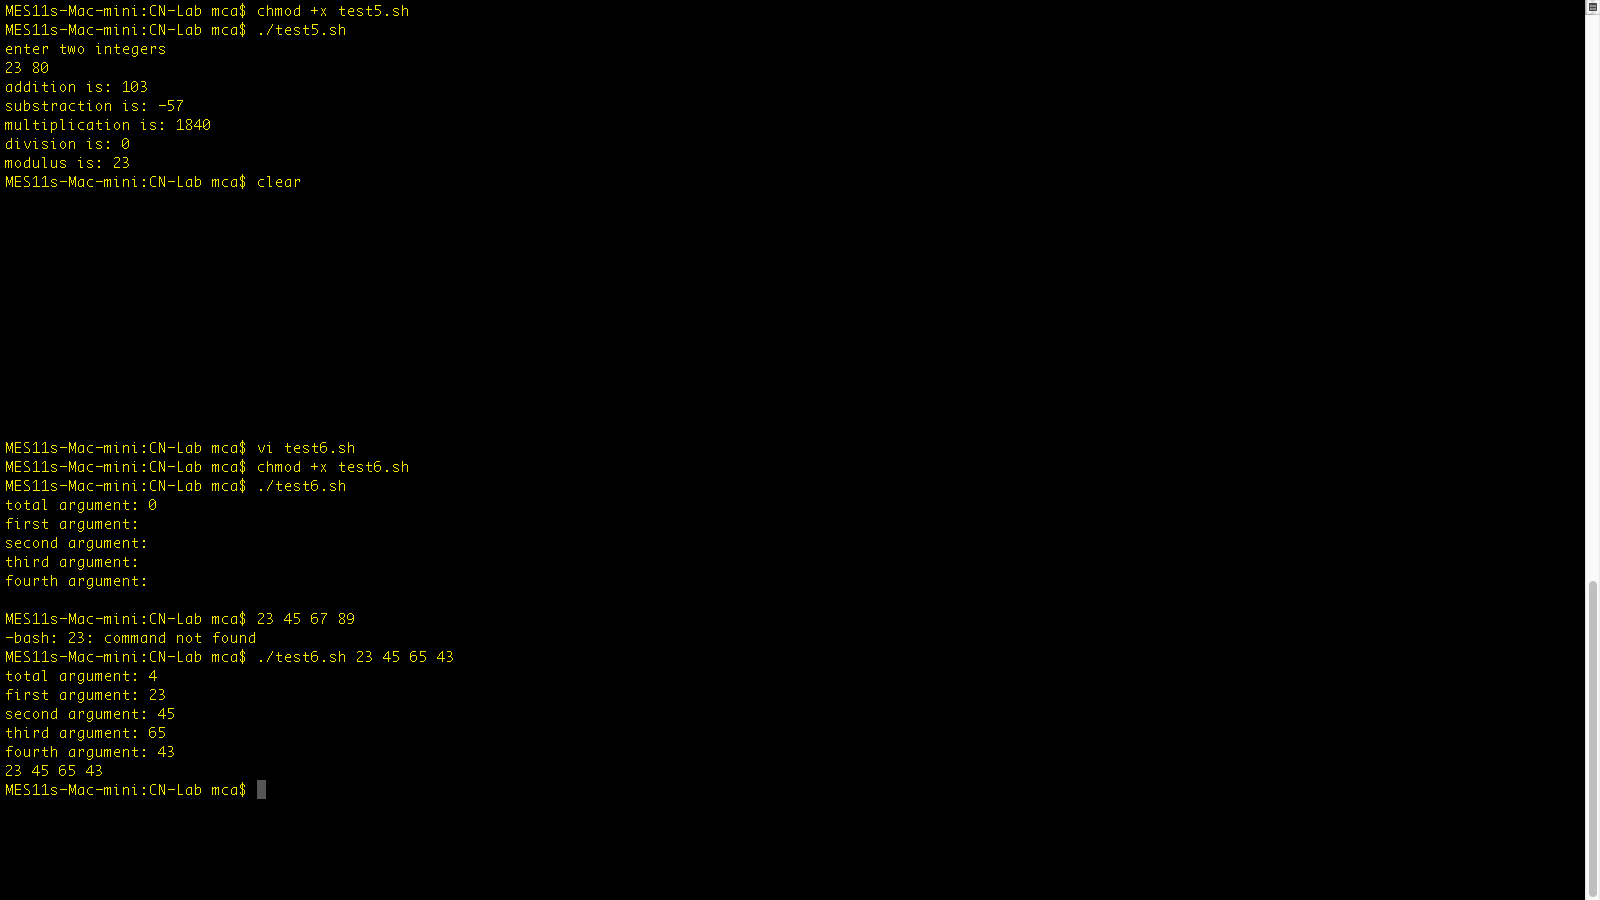 MES11s-Mac-mini:CN-Lab mca$ chmod +x test5.sh
MES11s-Mac-mini:CN-Lab mca$ ./test5.sh
enter two integers
23 80
addition is: 103
substraction is: -57
multiplication is: 1840
division is: 0
modulus is: 23
MES11s-Mac-mini:CN-Lab mca$ clear
MES11s-Mac-mini:CN-Lab mca$ vi test6.sh
MES11s-Mac-mini:CN-Lab mca$ chmod +x test6.sh
MES11s-Mac-mini:CN-Lab mca$ ./test6.sh
total argument: 0
first argument:
second argument:
third argument:
fourth argument:
MES11s-Mac-mini:CN-Lab mca$ 23 45 67 89
-bash: 23: command not found
MES11s-Mac-mini:CN-Lab mca$ ./test6.sh 23 45 65 43
total argument: 4
first argument: 23
second argument: 45
third argument: 65
fourth argument: 43
23 45 65 43
MES11s-Mac-mini:CN-Lab mca$